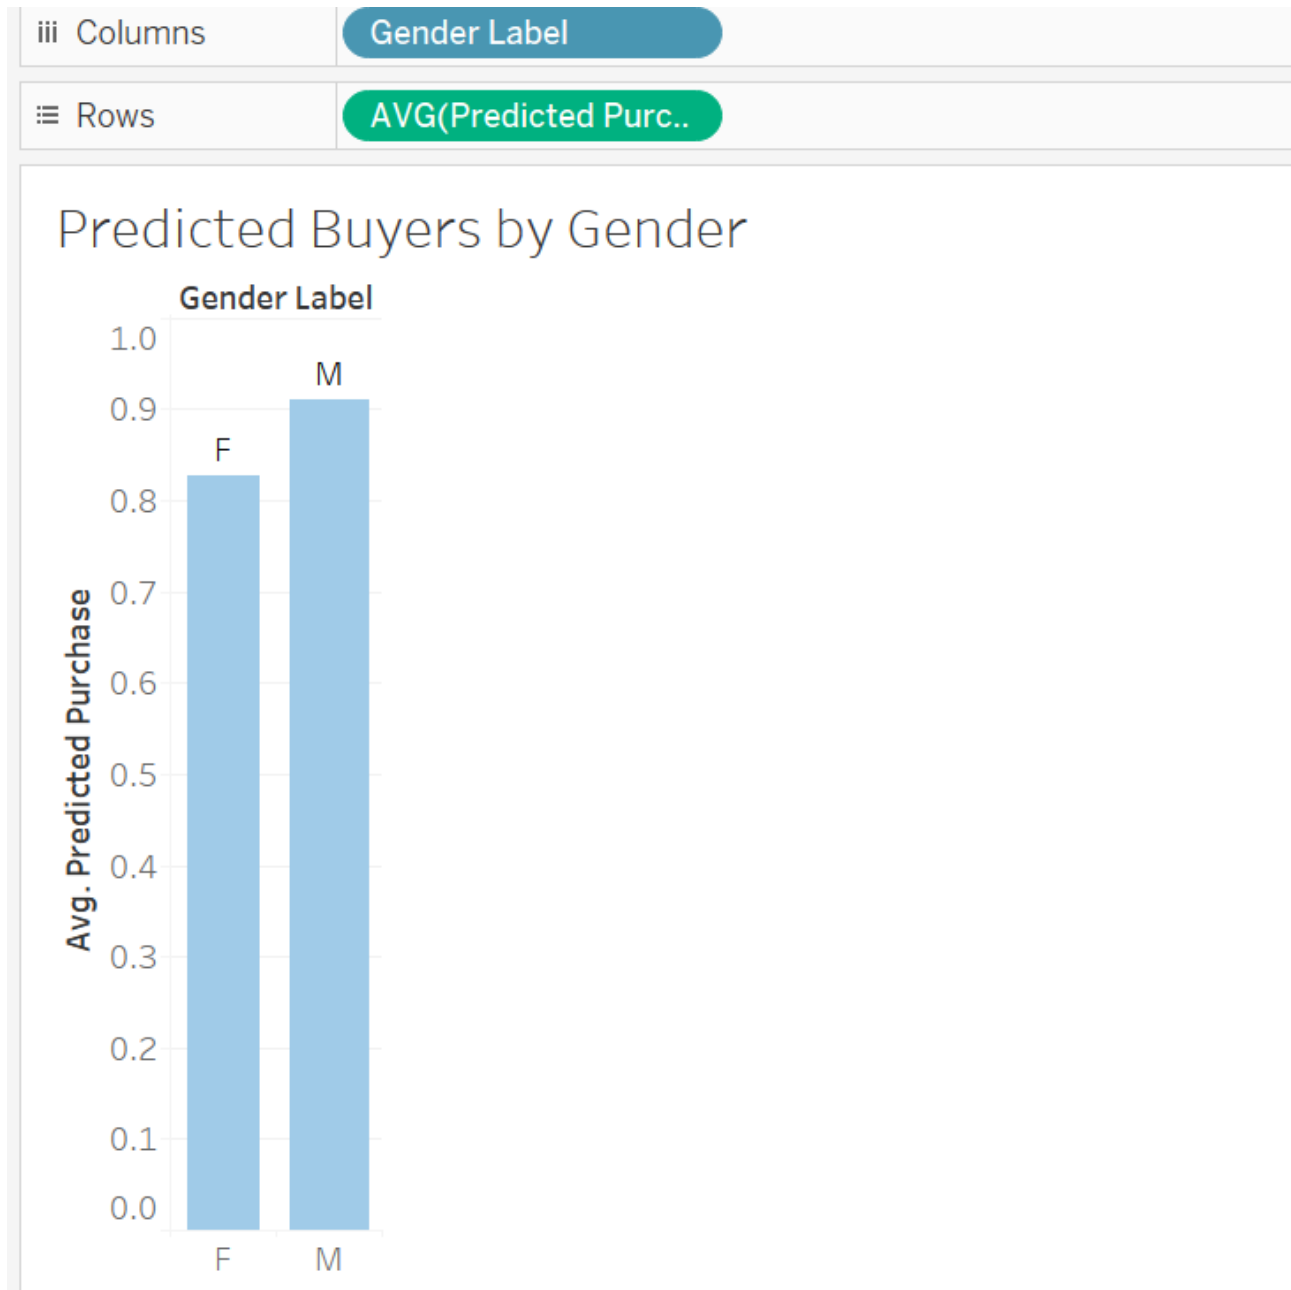 Columns Gender Label
Rows AVG(Predicted Purc..
Predicted Buyers by Gender
Gender Label
1.0
M
0.9
F
0.8
0.7
0.6
0.5
0.4
0.3
0.2
0.1
0.0
Avg. Predicted Purchase
F M